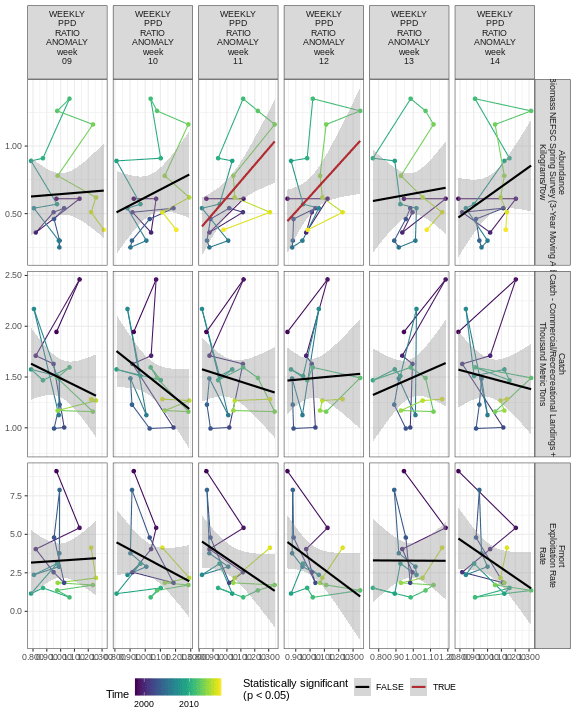 WEEKLY PPD RATIO ANOMALY week 09
WEEKLY PPD RATIO ANOMALY week 10
WEEKLY PPD RATIO ANOMALY week 11
WEEKLY PPD RATIO ANOMALY week 12
WEEKLY PPD RATIO ANOMALY week 13
WEEKLY PPD RATIO ANOMALY week 14
1.00
0.50
Abundance
Biomass NEFSC Spring Survey (3-Year Moving
Kilograms/Tow
2.50
2.00
1.50
1.00
Catch
Catch - Commercial/Recreational Landings +
Thousand Metric Tons
7.5
5.0
2.5
0.0
Fmort
Exploitation Rate
Rate
Time
2000
2010
Statistically significant
(p < 0.05)
FALSE
TRUE